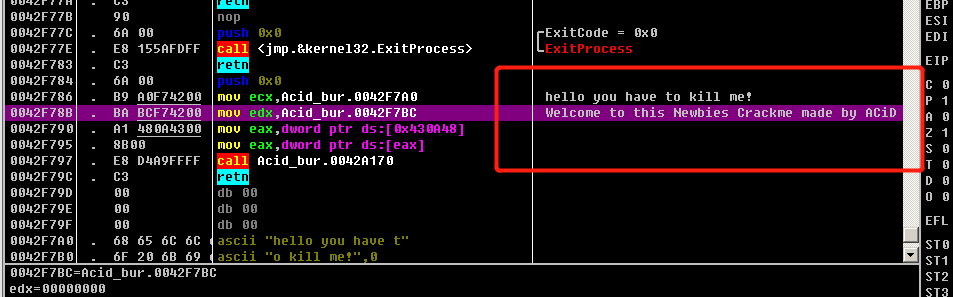 0042F77A . C3 retn EBP
0042F77B 90 nop ESI
0042F77C . 6A 00 push 0x0 ExitCode = 0x0 EDI
0042F77E . E8 155AFDFF call <jmp.&kernel32.ExitProcess> ExitProcess
0042F783 . C3 retn EIP
0042F784 . 6A 00 push 0x0 C 0
0042F786 . B9 A0F74200 mov ecx,Acid_bur.0042F7A0 hello you have to kill me! P 1
0042F78B . BA BCF74200 mov edx,Acid_bur.0042F7BC Welcome to this Newbies Crackme made by ACiD A 0
0042F790 . A1 480A4300 mov eax,dword ptr ds:[0x430A48] Z 1
0042F795 . 8B00 mov eax,dword ptr ds:[eax] S 0
0042F797 . E8 D4A9FFFF call Acid_bur.0042A170 T 0
0042F79C . C3 retn D 0
0042F79D 00 db 00 O 0
0042F79E 00 db 00
0042F79F 00 db 00 EFL
0042F7A0 . 68 65 6C 6C ascii "hello you have t" ST0
0042F7B0 . 6F 20 6B 69 ascii "o kill me!",0 ST1
0042F7BC=Acid_bur.0042F7BC ST2
edx=00000000 ST3